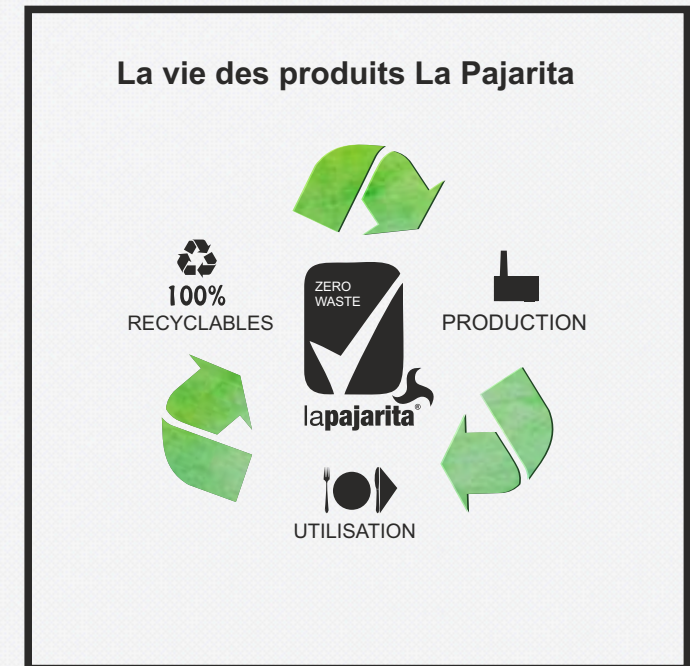 La vie des produits La Pajarita
100%
RECYCLABLES
ZERO
WASTE
PRODUCTION
lapajarita®
UTILISATION